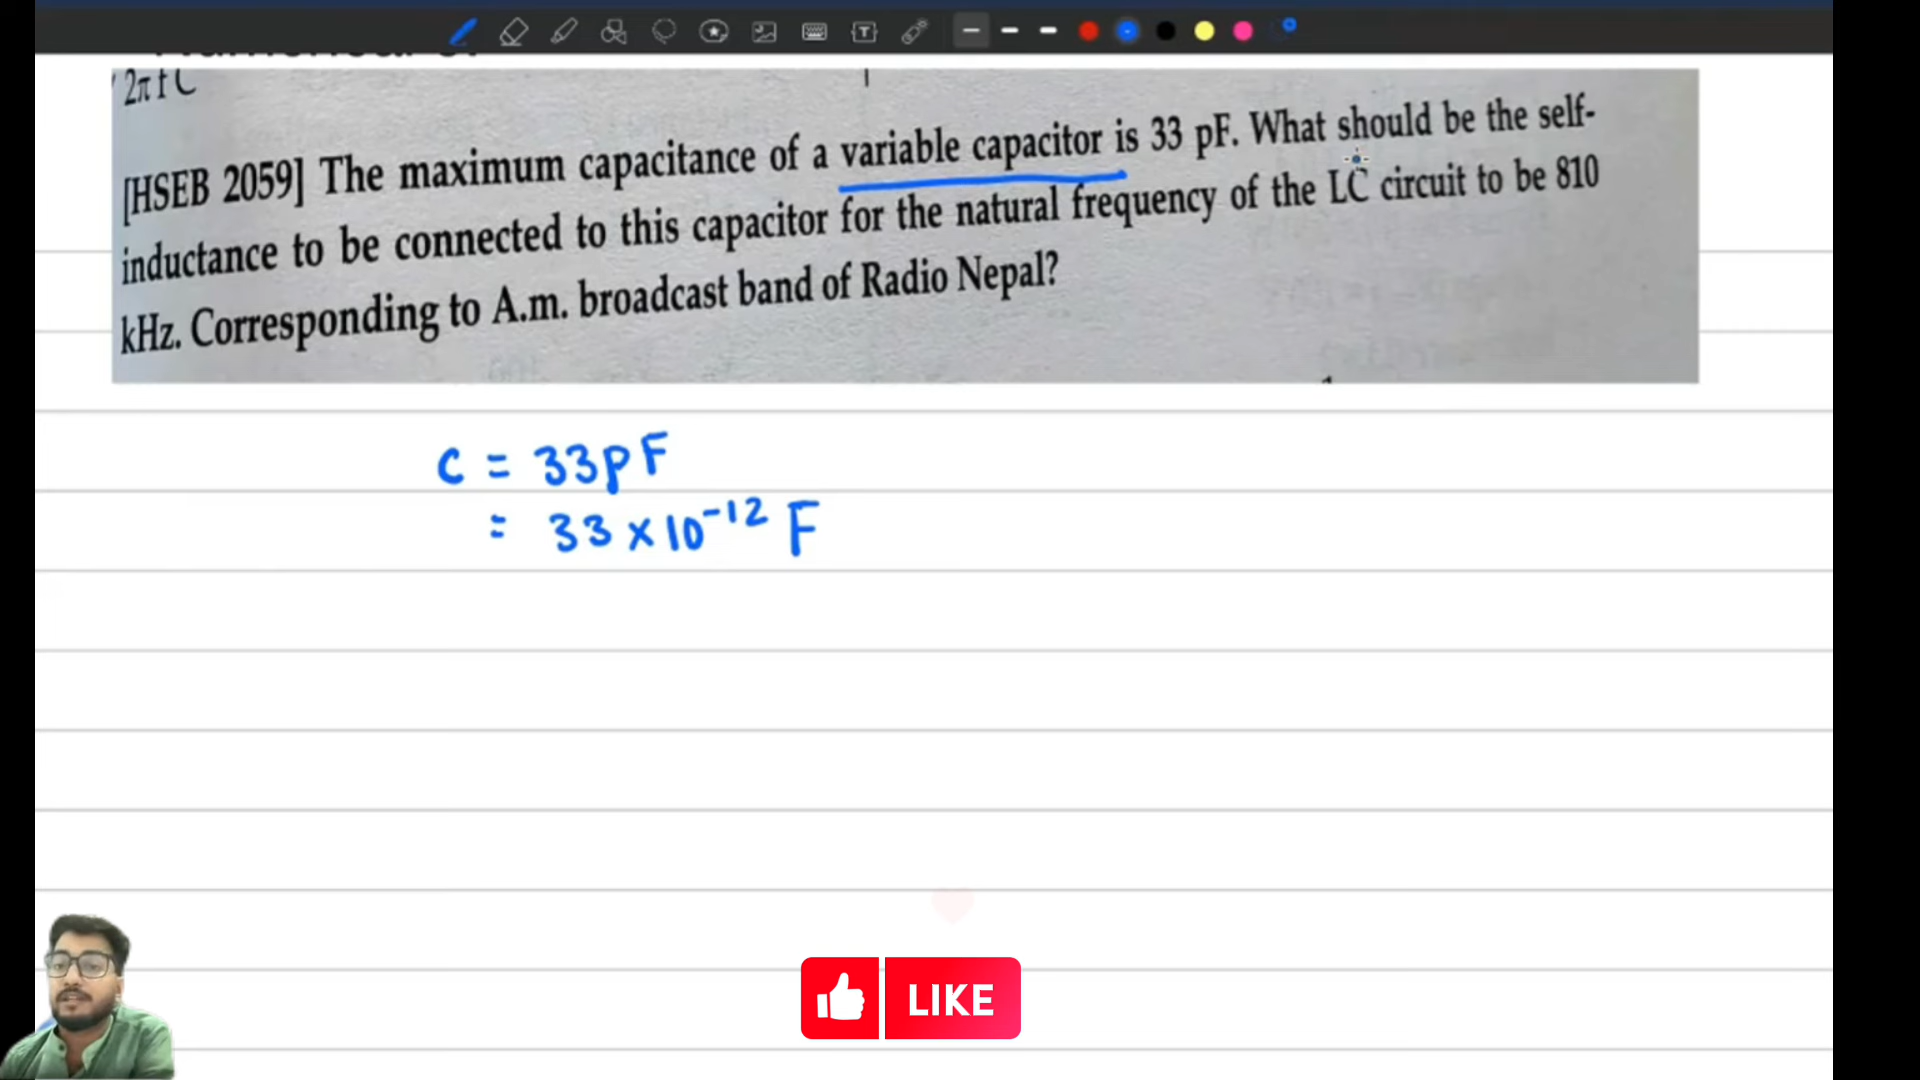 2π f C
[HSEB 2059] The maximum capacitance of a variable capacitor is 33 pF. What should be the self-
inductance to be connected to this capacitor for the natural frequency of the LC circuit to be 810
kHz. Corresponding to A.m. broadcast band of Radio Nepal?
C = 33pF
= 33 × 10⁻¹² F
LIKE